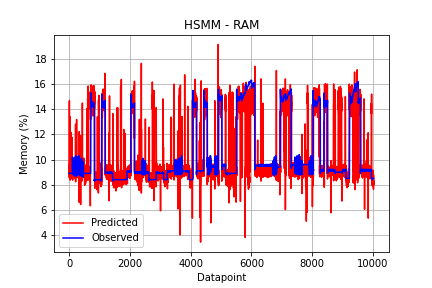 HSMM - RAM
Memory (%)
18
16
14
12
10
8
6
4
Predicted
Observed
0
2000
4000
6000
8000
10000
Datapoint